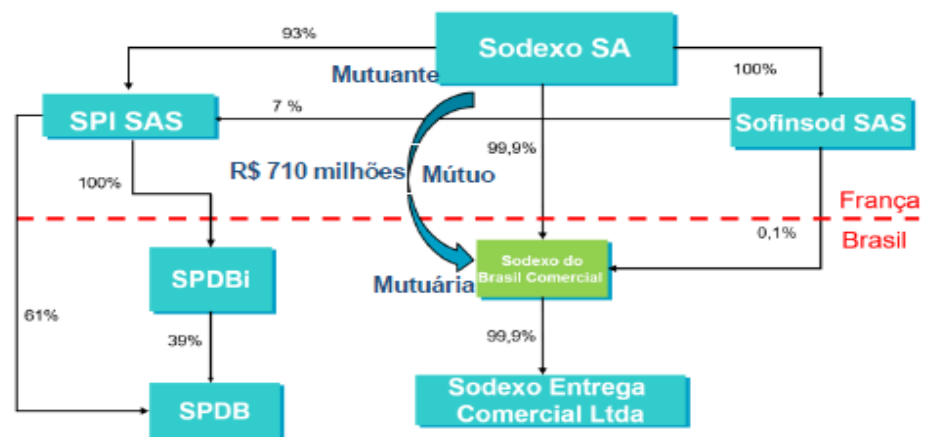 93%
Sodexo SA
Mutuante
100%
SPI SAS
7 %
Sofinsod SAS
R$ 710 milhões
Mútuo
99,9%
100%
França
0,1%
Brasil
SPDBi
Sodexo do
Brasil Comercial
Mutuária
61%
39%
99,9%
SPDB
Sodexo Entrega
Comercial Ltda